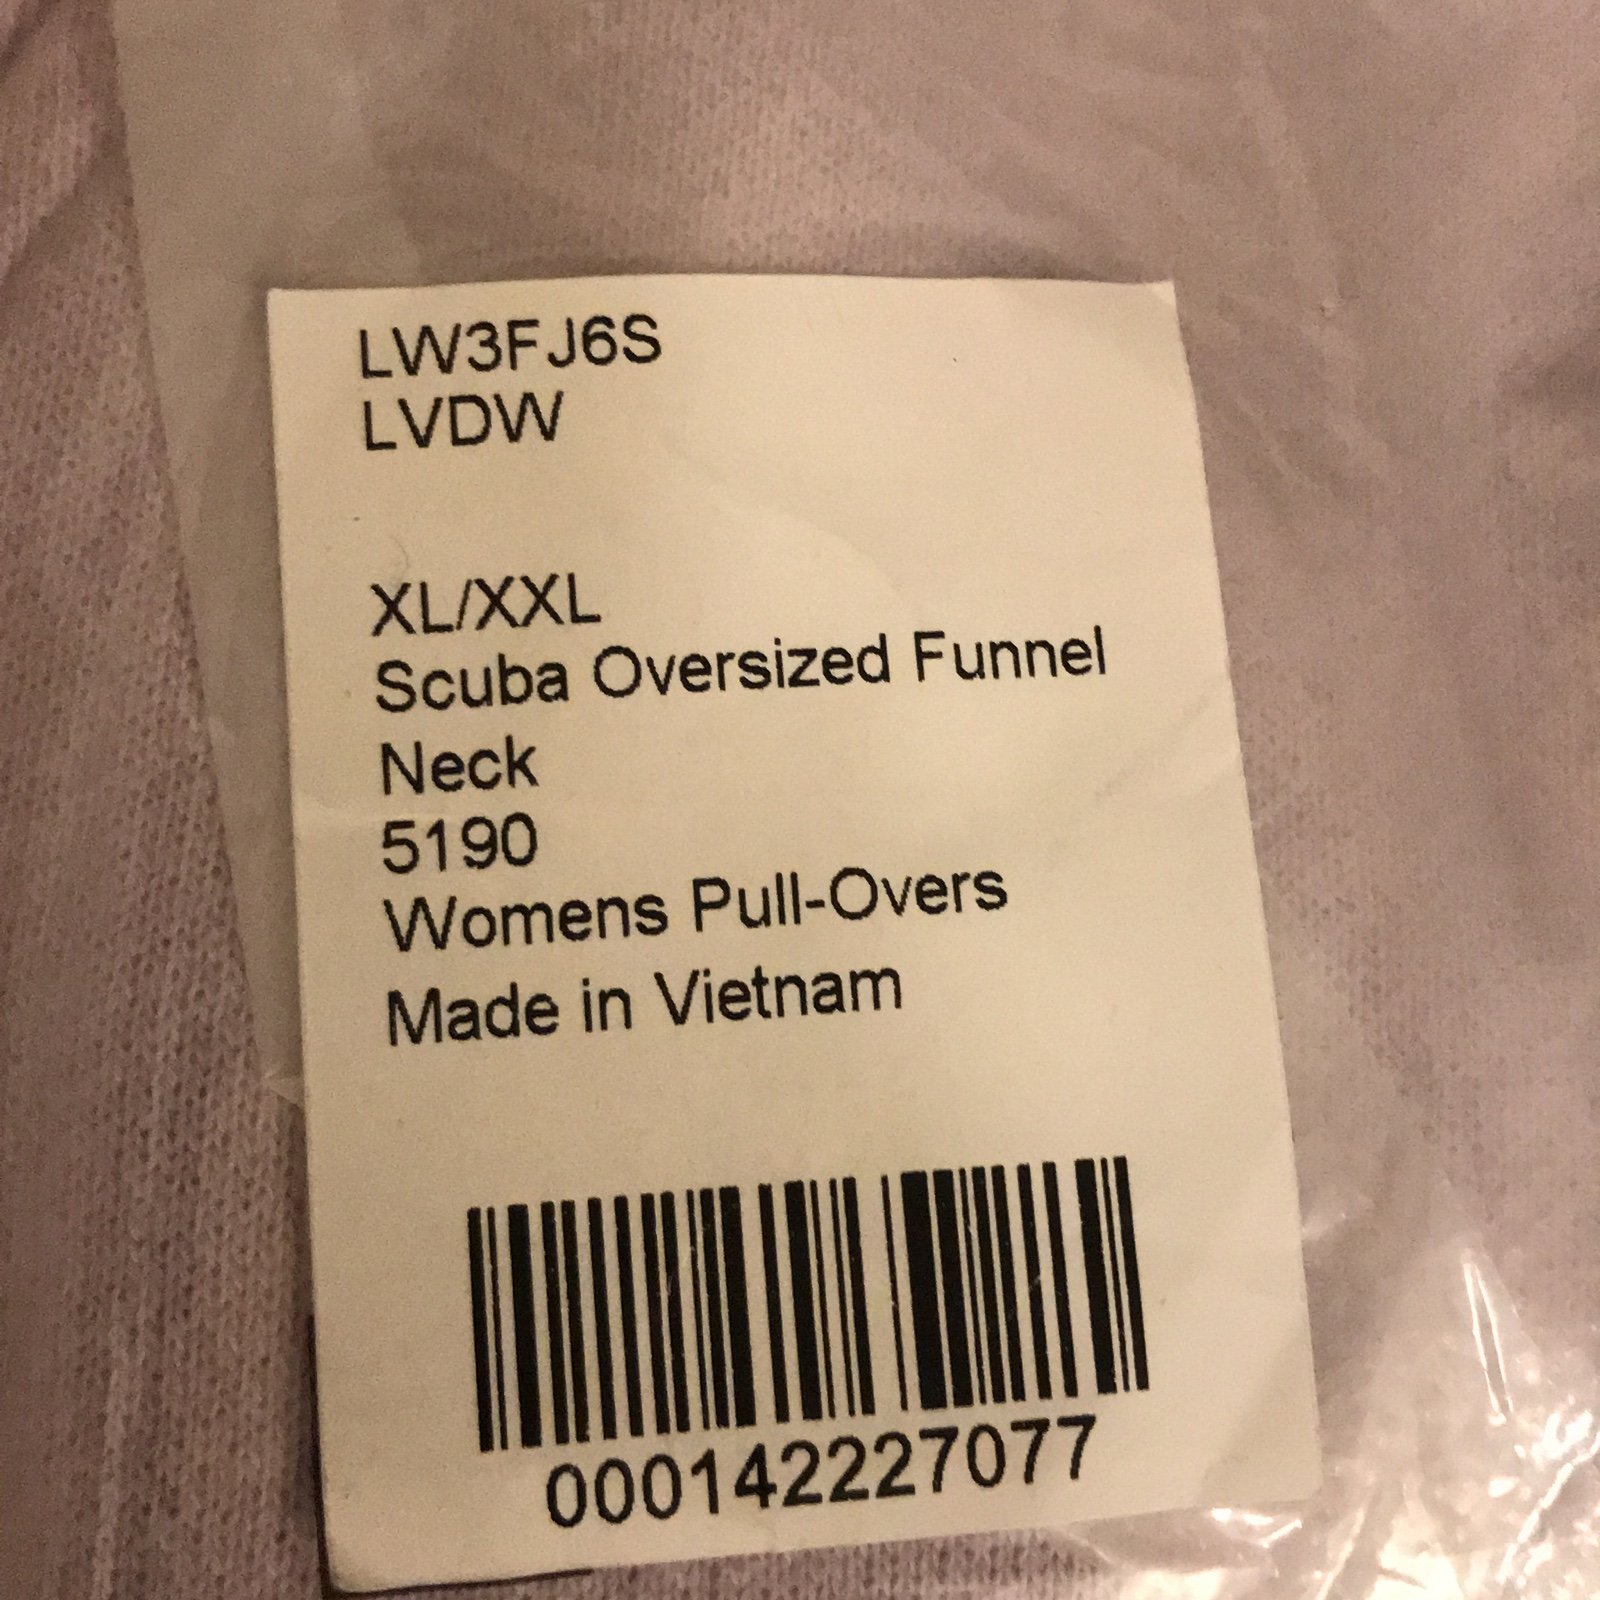 LW3FJ6S
LVDW
XL/XXL
Scuba Oversized Funnel
Neck
5190
Womens Pull-Overs
Made in Vietnam
000142227077